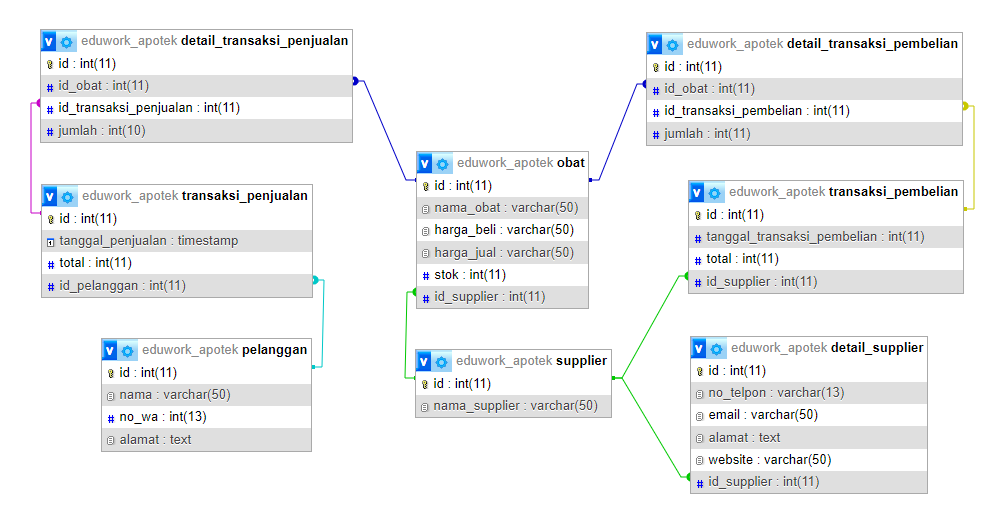 eduwork_apotek detail_transaksi_penjualan
id : int(11)
id_obat : int(11)
id_transaksi_penjualan : int(11)
jumlah : int(10)
eduwork_apotek detail_transaksi_pembelian
id : int(11)
id_obat : int(11)
id_transaksi_pembelian : int(11)
jumlah : int(11)
eduwork_apotek obat
id : int(11)
nama_obat : varchar(50)
harga_beli : varchar(50)
harga_jual : varchar(50)
stok : int(11)
id_supplier : int(11)
eduwork_apotek transaksi_penjualan
id : int(11)
tanggal_penjualan : timestamp
total : int(11)
id_pelanggan : int(11)
eduwork_apotek transaksi_pembelian
id : int(11)
tanggal_transaksi_pembelian : int(11)
total : int(11)
id_supplier : int(11)
eduwork_apotek pelanggan
id : int(11)
nama : varchar(50)
no_wa : int(13)
alamat : text
eduwork_apotek supplier
id : int(11)
nama_supplier : varchar(50)
eduwork_apotek detail_supplier
id : int(11)
no_telpon : varchar(13)
email : varchar(50)
alamat : text
website : varchar(50)
id_supplier : int(11)